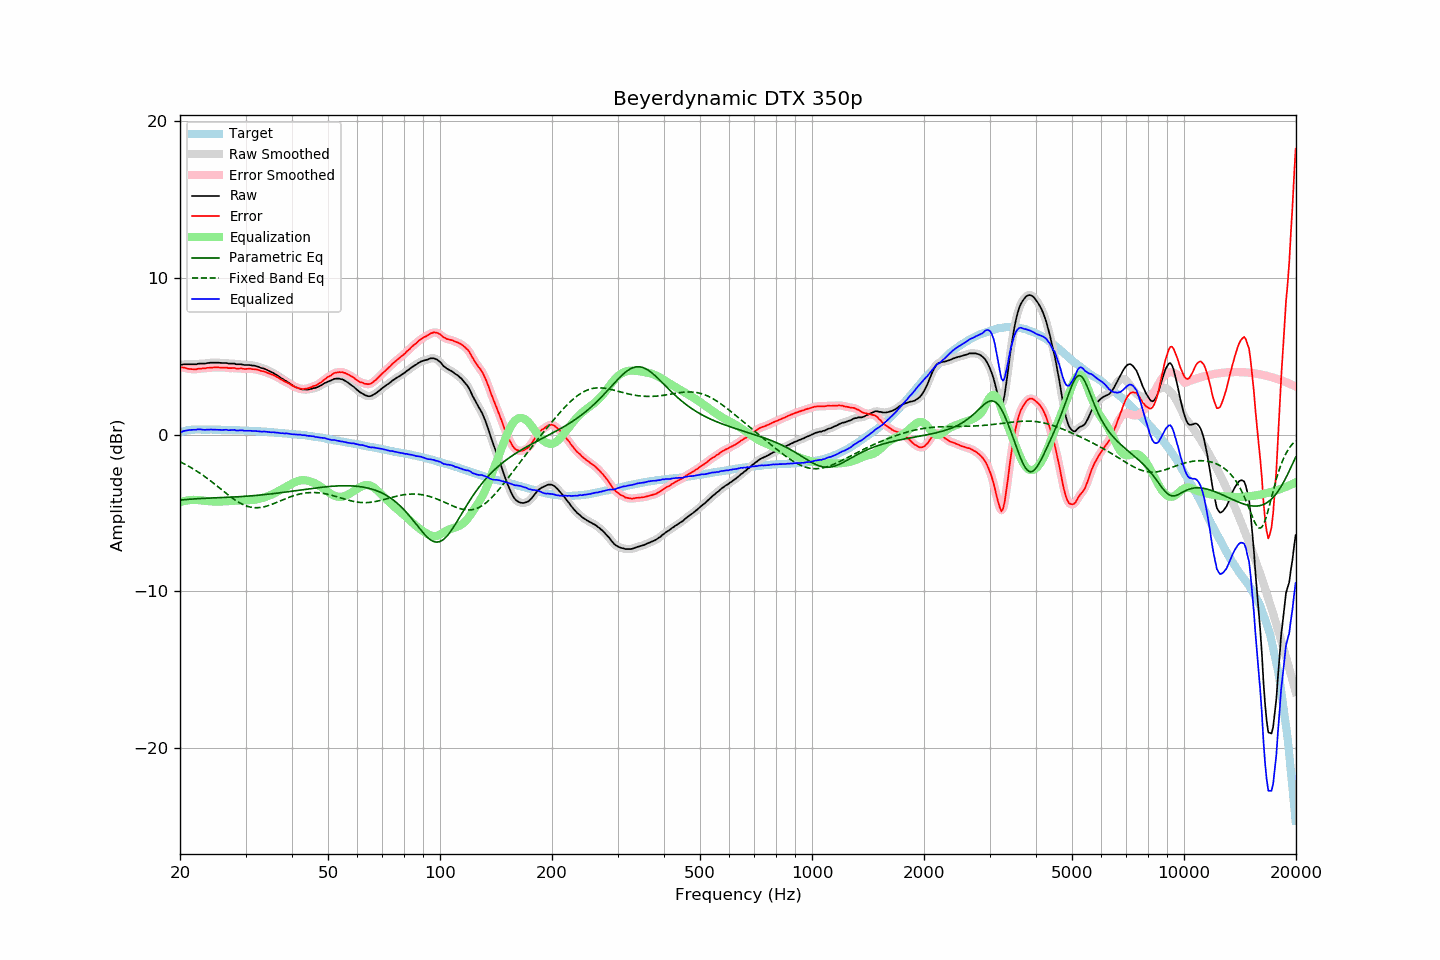 Beyerdynamic DTX 350p
Target
Raw Smoothed
Error Smoothed
Raw
Error
Equalization
Parametric Eq
Fixed Band Eq
Equalized
Amplitude (dBr)
20
10
0
−10
−20
20
50
100
200
500
1000
2000
5000
10000
20000
Frequency (Hz)